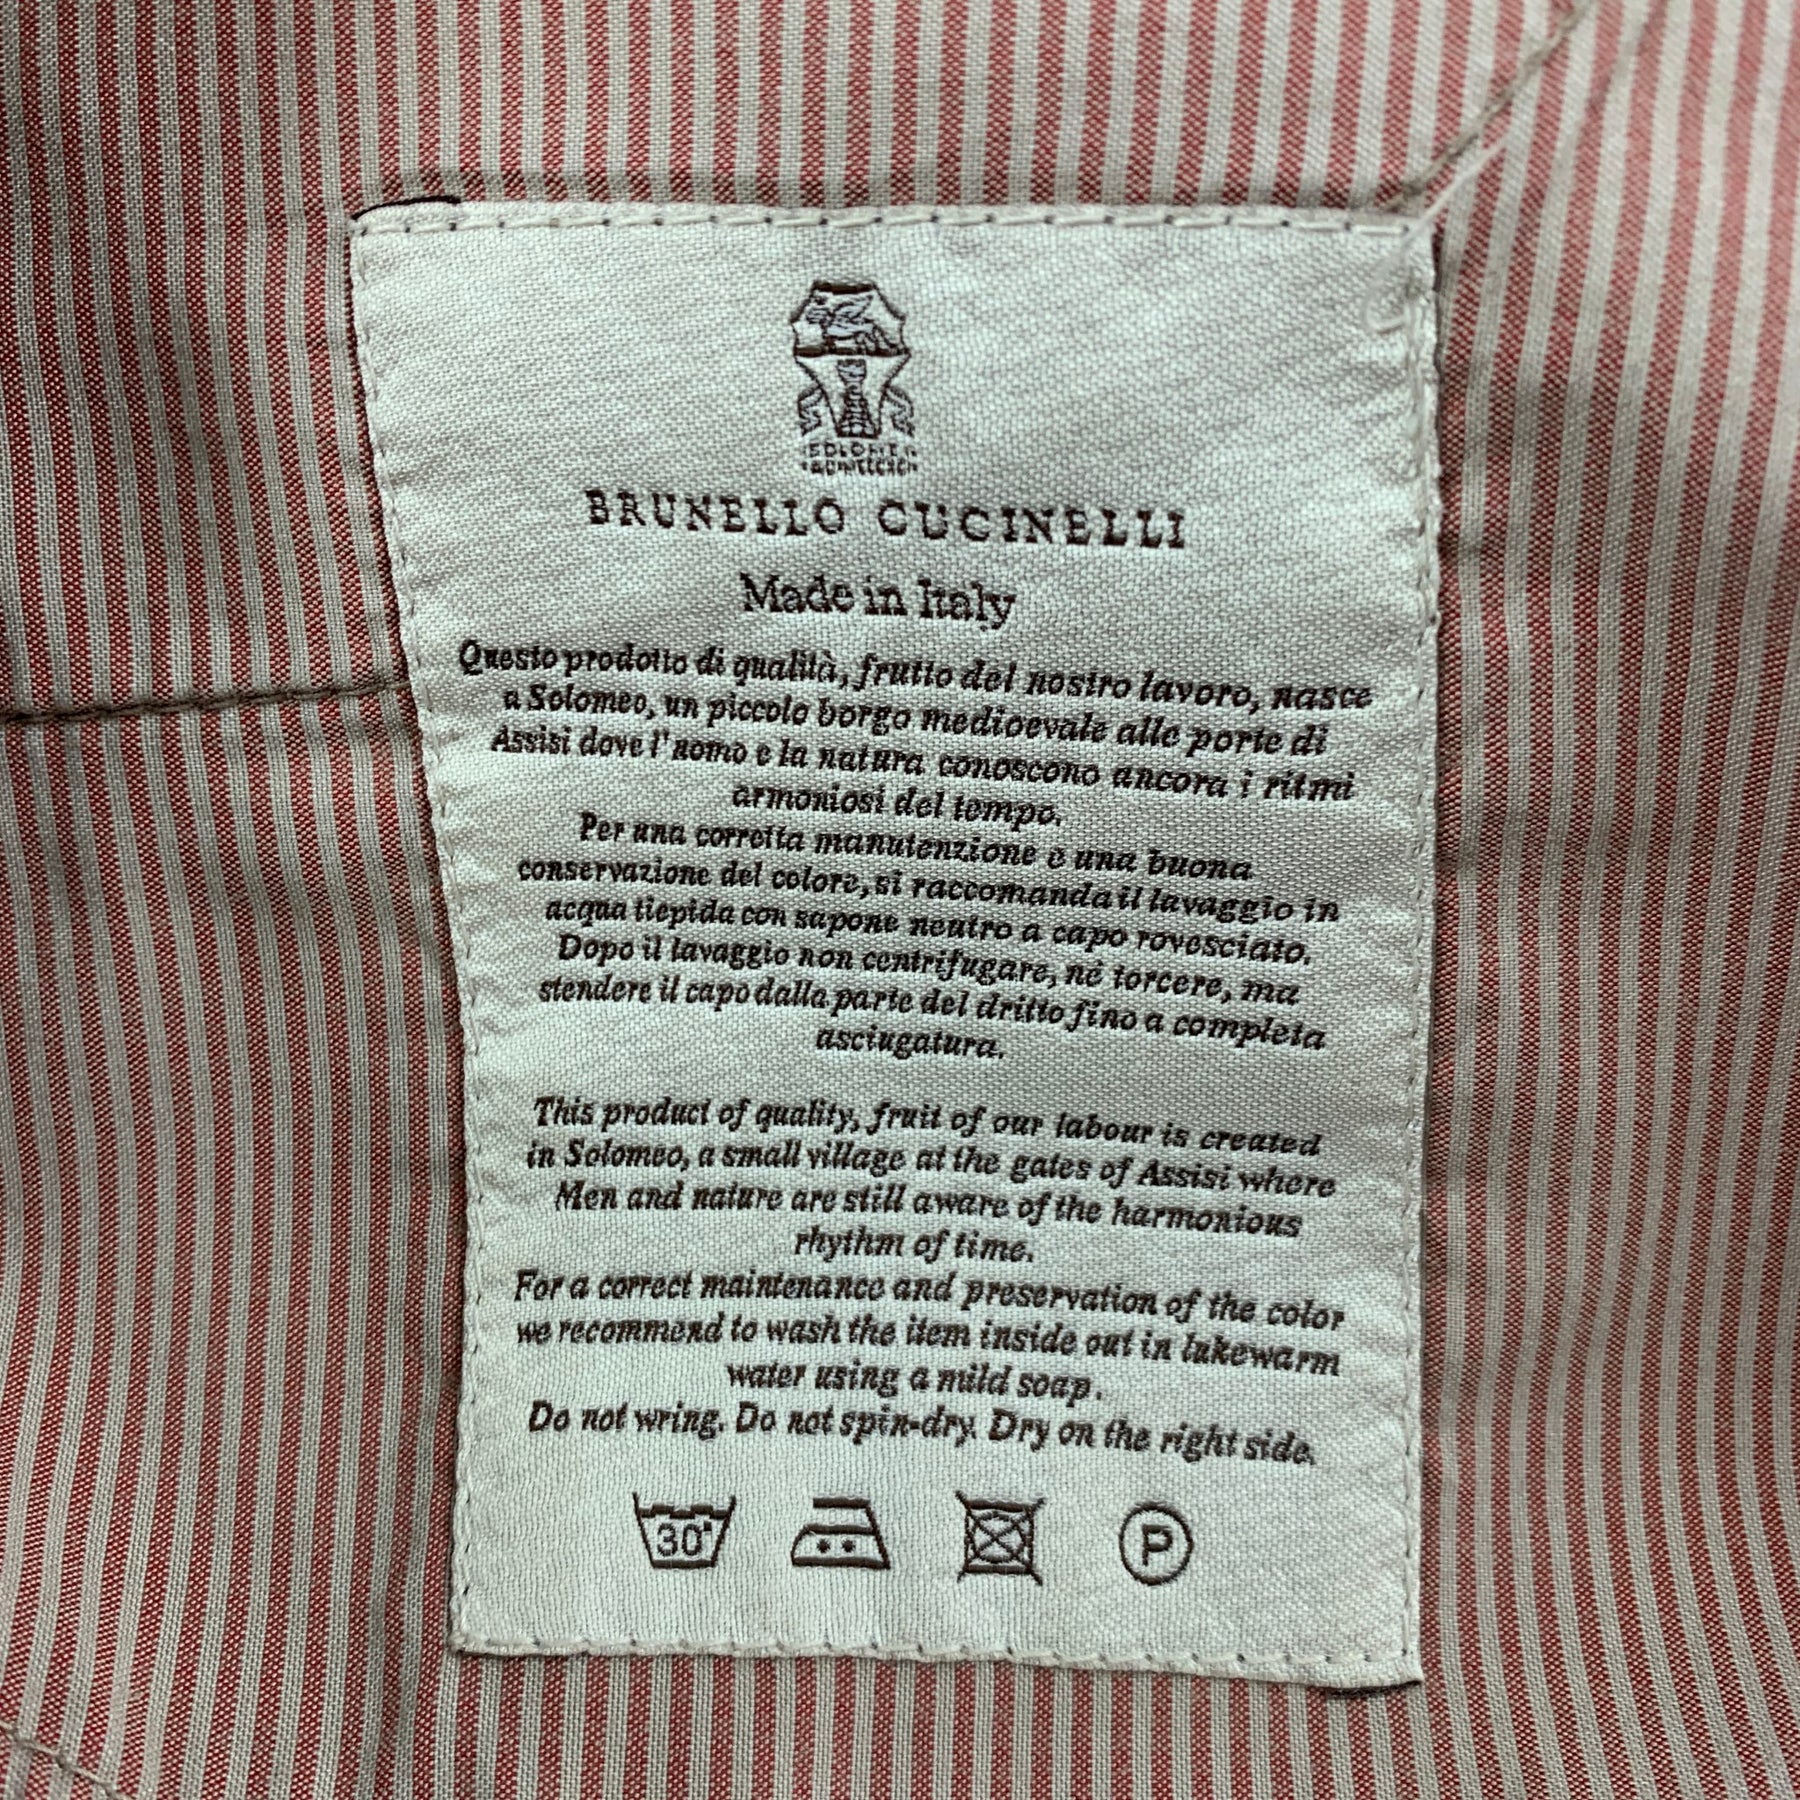 SOLOMEO
BRUNELLO CUCINELLI
Made in Italy
Questo prodotto di qualità, frutto del nostro lavoro, nasce
a Solomeo, un piccolo borgo medioevale alle porte di
Assisi dove l'uomo e la natura conoscono ancora i ritmi
armoniosi del tempo.
Per una corretta manutenzione e una buona
conservazione del colore, si raccomanda il lavaggio in
acqua tiepida con sapone neutro a capo rovesciato.
Dopo il lavaggio non centrifugare, né torcere, ma
stendere il capo dalla parte del dritto fino a completa
asciugatura.
This product of quality, fruit of our labour is created
in Solomeo, a small village at the gates of Assisi where
Men and nature are still aware of the harmonious
rhythm of time.
For a correct maintenance and preservation of the color
we recommend to wash the item inside out in lukewarm
water using a mild soap.
Do not wring. Do not spin-dry. Dry on the right side.
30° P